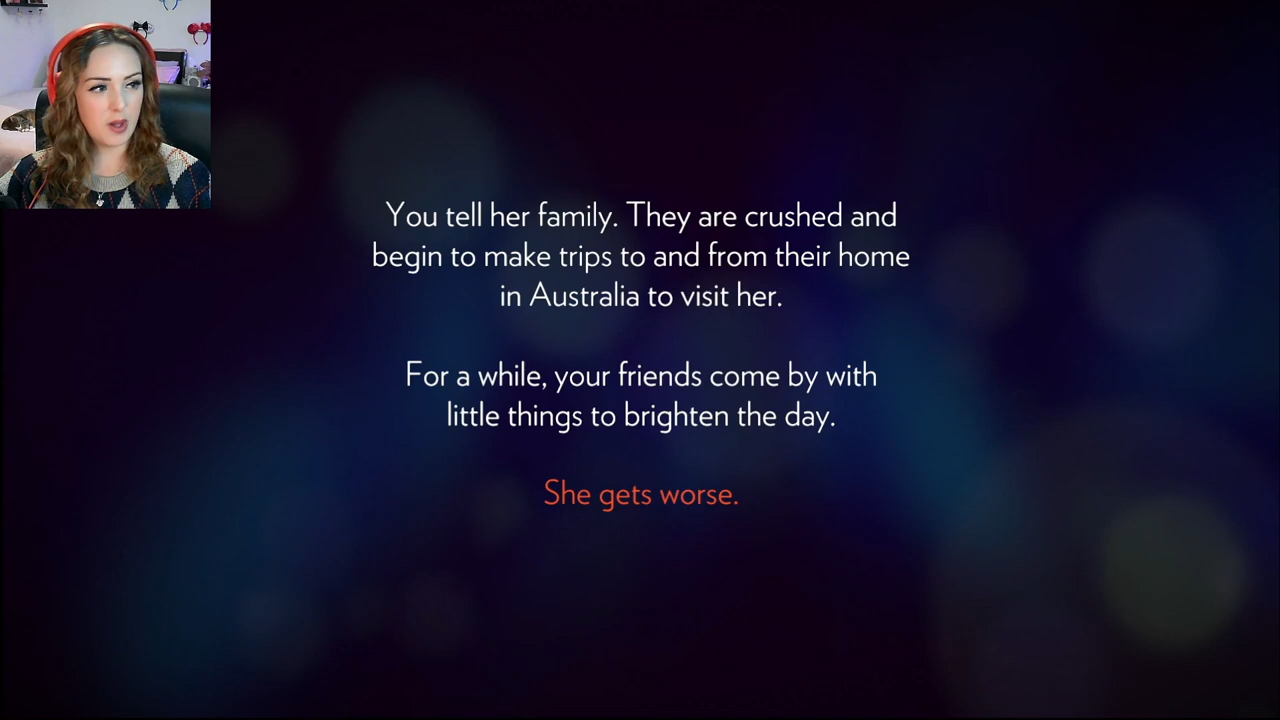 You tell her family. They are crushed and
begin to make trips to and from their home
in Australia to visit her.
For a while, your friends come by with
little things to brighten the day.
She gets worse.